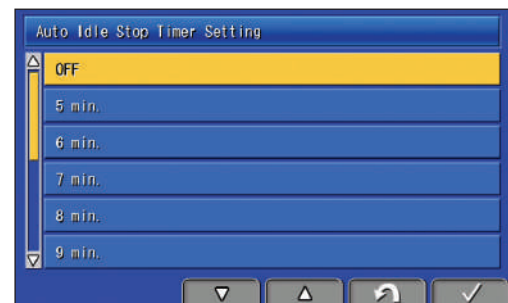 Auto Idle Stop Timer Setting
OFF
5 min.
6 min.
7 min.
8 min.
9 min.